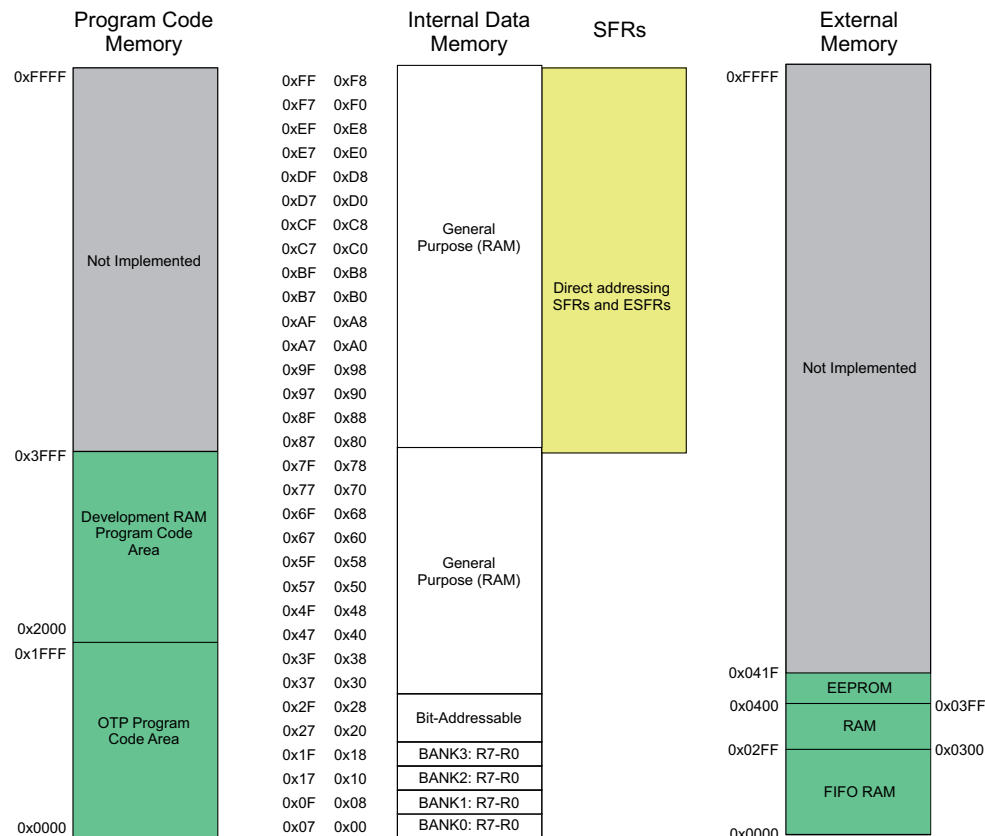 Program Code
Memory
0xFFFF
Not Implemented
0x3FFF
Development RAM
Program Code
Area
0x2000
0x1FFF
OTP Program
Code Area
0x0000
Internal Data
Memory
SFRs
0xFF 0xF8
0xF7 0xF0
0xEF 0xE8
0xE7 0xE0
0xDF 0xD8
0xD7 0xD0
0xCF 0xC8
0xC7 0xC0
0xBF 0xB8
0xB7 0xB0
0xAF 0xA8
0xA7 0xA0
0x9F 0x98
0x97 0x90
0x8F 0x88
0x87 0x80
0x7F 0x78
0x77 0x70
0x6F 0x68
0x67 0x60
0x5F 0x58
0x57 0x50
0x4F 0x48
0x47 0x40
0x3F 0x38
0x37 0x30
0x2F 0x28
0x27 0x20
0x1F 0x18
0x17 0x10
0x0F 0x08
0x07 0x00
General
Purpose (RAM)
General
Purpose (RAM)
Bit-Addressable
BANK3: R7-R0
BANK2: R7-R0
BANK1: R7-R0
BANK0: R7-R0
Direct addressing
SFRs and ESFRs
External
Memory
0xFFFF
Not Implemented
0x041F
EEPROM
0x0400
0x03FF
RAM
0x02FF
0x0300
FIFO RAM
0x0000